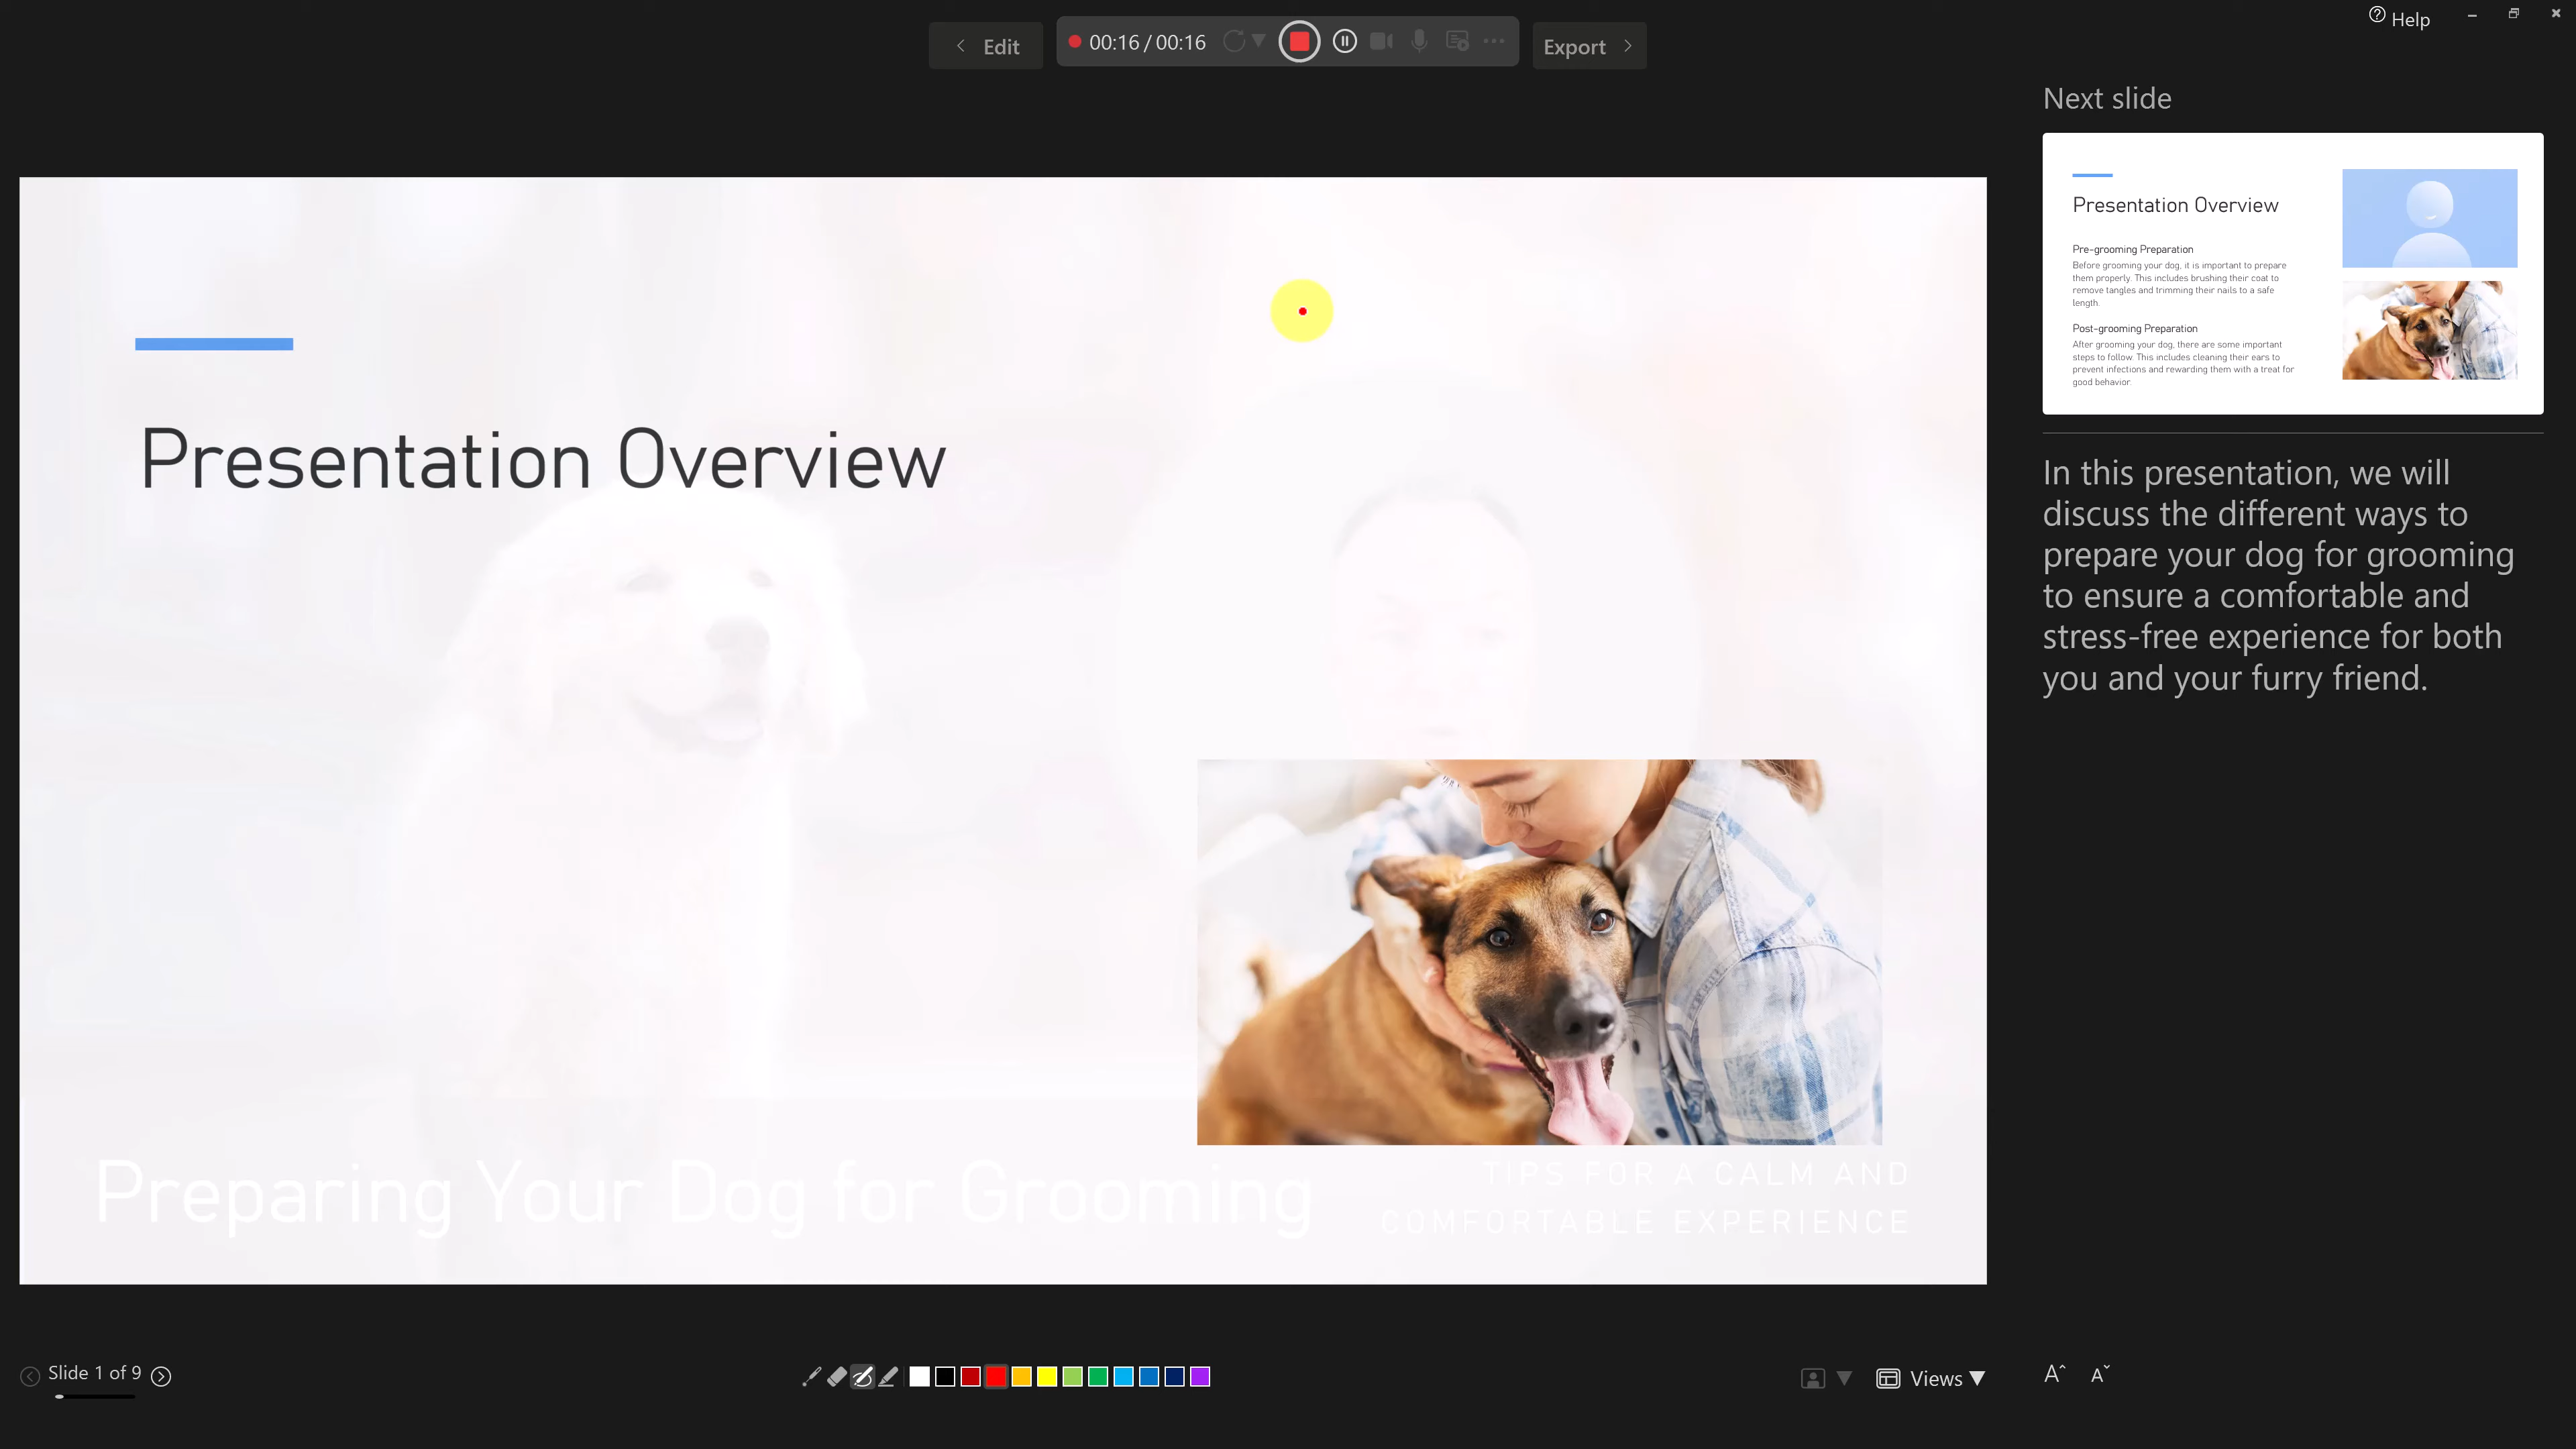 Help
Edit
00:16 / 00:16
Export
Next slide
Presentation Overview
Pre-grooming Preparation
Before grooming your dog, it is important to prepare
them properly. This includes brushing their coat to
remove tangles and trimming their nails to a safe
length.
Post-grooming Preparation
After grooming your dog, there are some important
steps to follow. This includes cleaning their ears to
prevent infections and rewarding them with a treat for
good behavior.
Presentation Overview
Preparing Your Dog for Grooming
TIPS FOR A CALM AND
COMFORTABLE EXPERIENCE
In this presentation, we will
discuss the different ways to
prepare your dog for grooming
to ensure a comfortable and
stress-free experience for both
you and your furry friend.
Slide 1 of 9
Views
A A